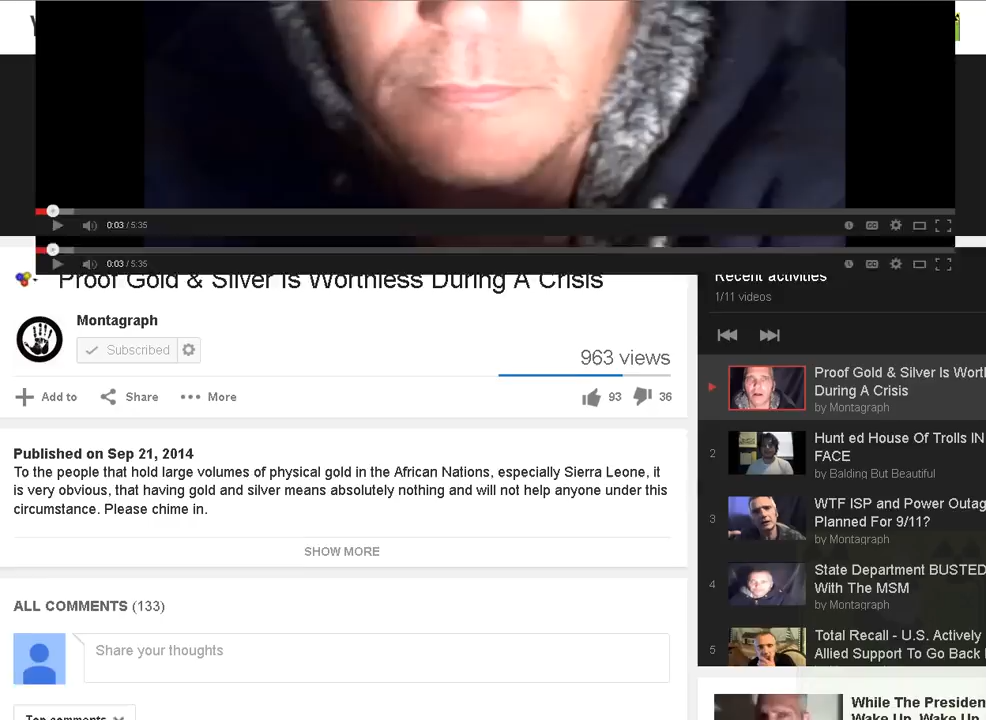 0:03 / 5:35
0:03 / 5:35
Proof Gold & Silver Is Worthless During A Crisis
Montagraph
Subscribed
963 views
Add to
Share
More
93
36
Published on Sep 21, 2014
To the people that hold large volumes of physical gold in the African Nations, especially Sierra Leone, it
is very obvious, that having gold and silver means absolutely nothing and will not help anyone under this
circumstance. Please chime in.
SHOW MORE
ALL COMMENTS (133)
Share your thoughts
Top comments
Recent activities
1/11 videos
Proof Gold & Silver Is Worth
During A Crisis
by Montagraph
2
Hunt ed House Of Trolls IN
FACE
by Balding But Beautiful
3
WTF ISP and Power Outag
Planned For 9/11?
by Montagraph
4
State Department BUSTED
With The MSM
by Montagraph
5
Total Recall - U.S. Actively
Allied Support To Go Back
While The Presiden
Wake Up, Wake Up